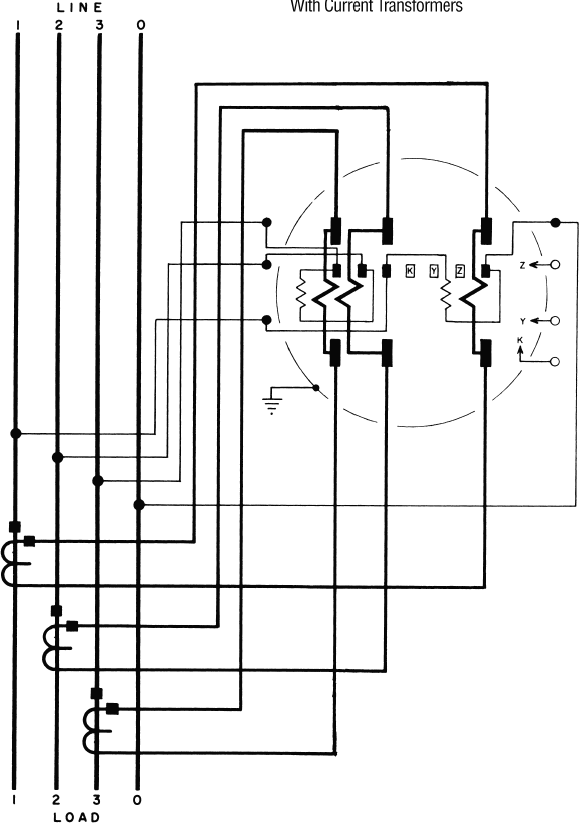 With Current Transformers
LINE
1 2 3 0
K Y Z
Z
Y
K
1 2 3 0
LOAD